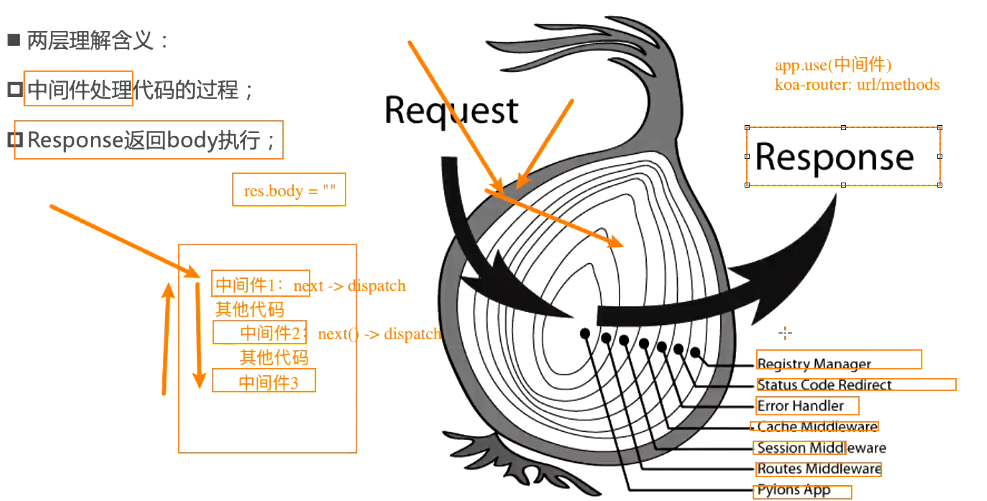 两层理解含义：
中间件处理代码的过程；
Response返回body执行；
res.body = ""
中间件1：next -> dispatch
其他代码
中间件2：next() -> dispatch
其他代码
中间件3
Request
app.use(中间件)
koa-router: url/methods
Response
Registry Manager
Status Code Redirect
Error Handler
Cache Middleware
Session Middleware
Routes Middleware
Pylons App